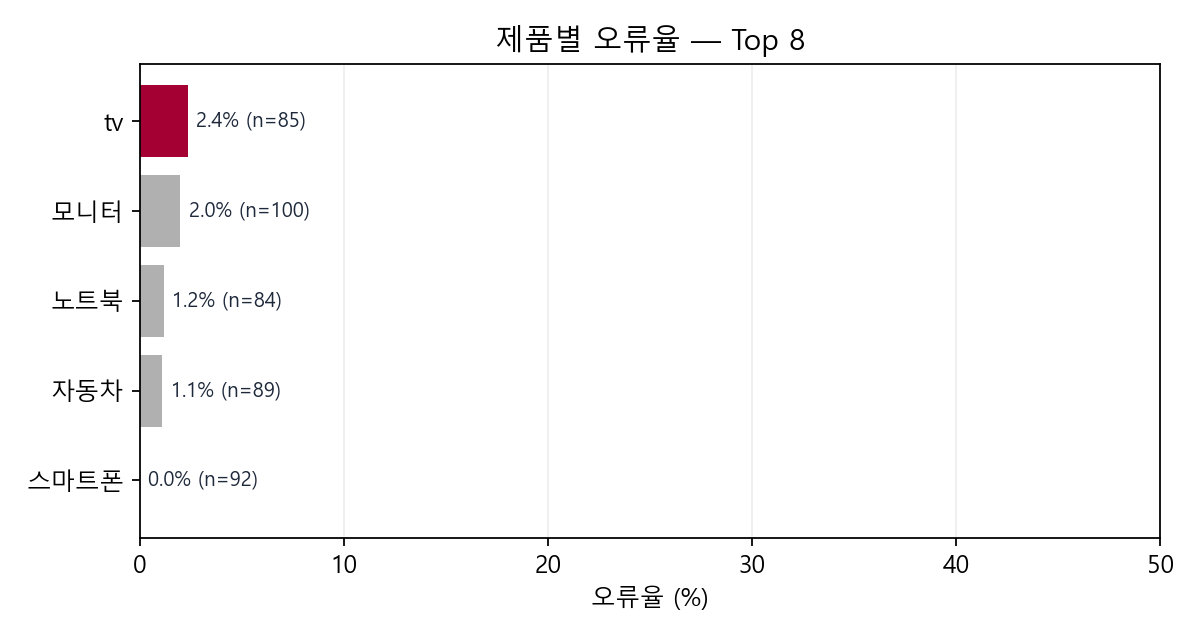 제품별 오류율 — Top 8
tv
2.4% (n=85)
모니터
2.0% (n=100)
노트북
1.2% (n=84)
자동차
1.1% (n=89)
스마트폰
0.0% (n=92)
0 10 20 30 40 50
오류율 (%)